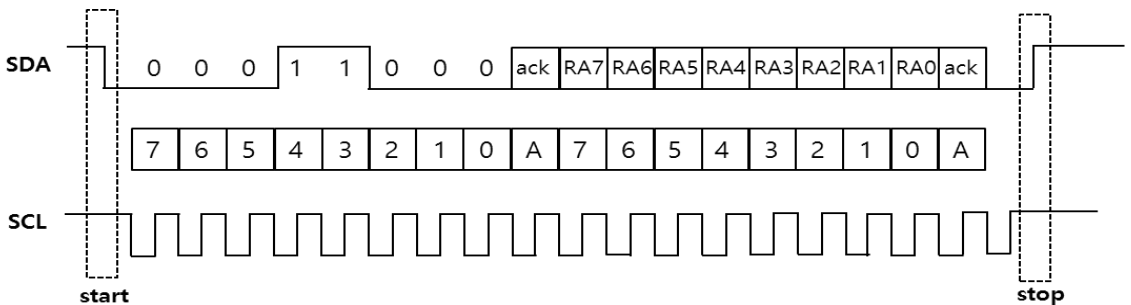 SDA 0 0 0 1 1 0 0 0 ack RA7 RA6 RA5 RA4 RA3 RA2 RA1 RA0 ack
7 6 5 4 3 2 1 0 A 7 6 5 4 3 2 1 0 A
SCL
start stop